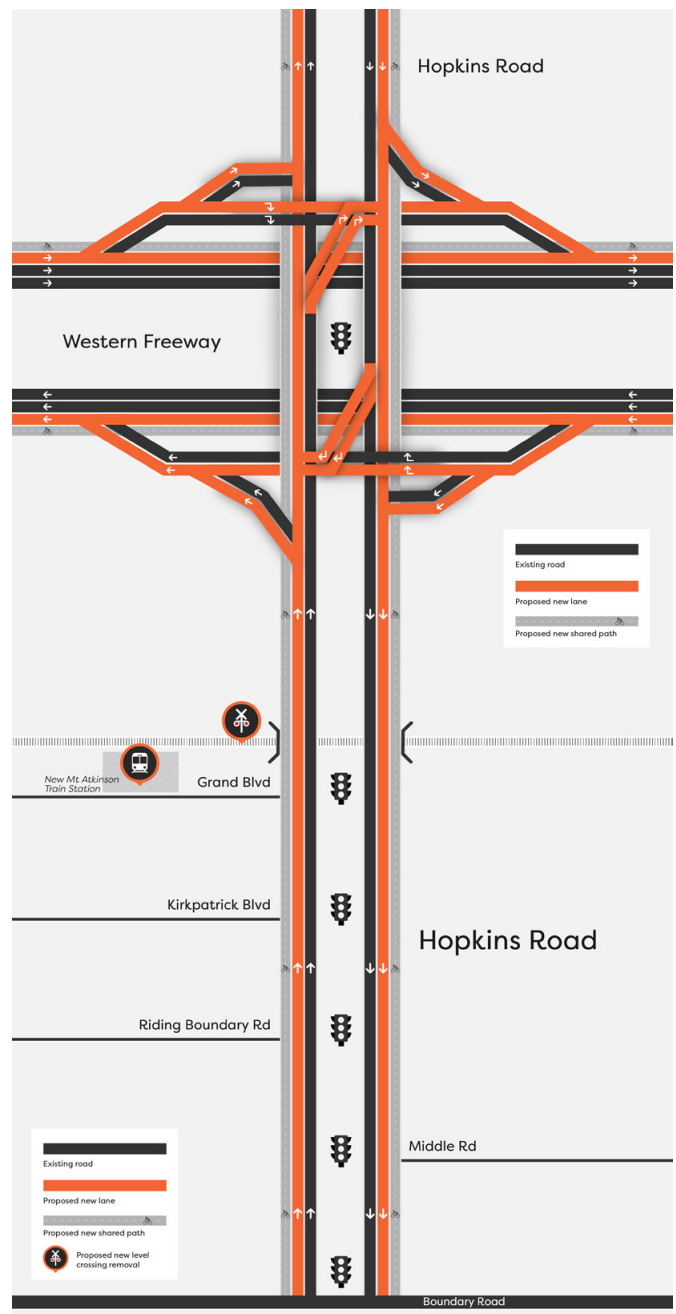 Hopkins Road
Western Freeway
Existing road
Proposed new lane
Proposed new shared path
New Mt Atkinson
Train Station
Grand Blvd
Kirkpatrick Blvd
Hopkins Road
Riding Boundary Rd
Middle Rd
Existing road
Proposed new lane
Proposed new shared path
Proposed new level
crossing removal
Boundary Road